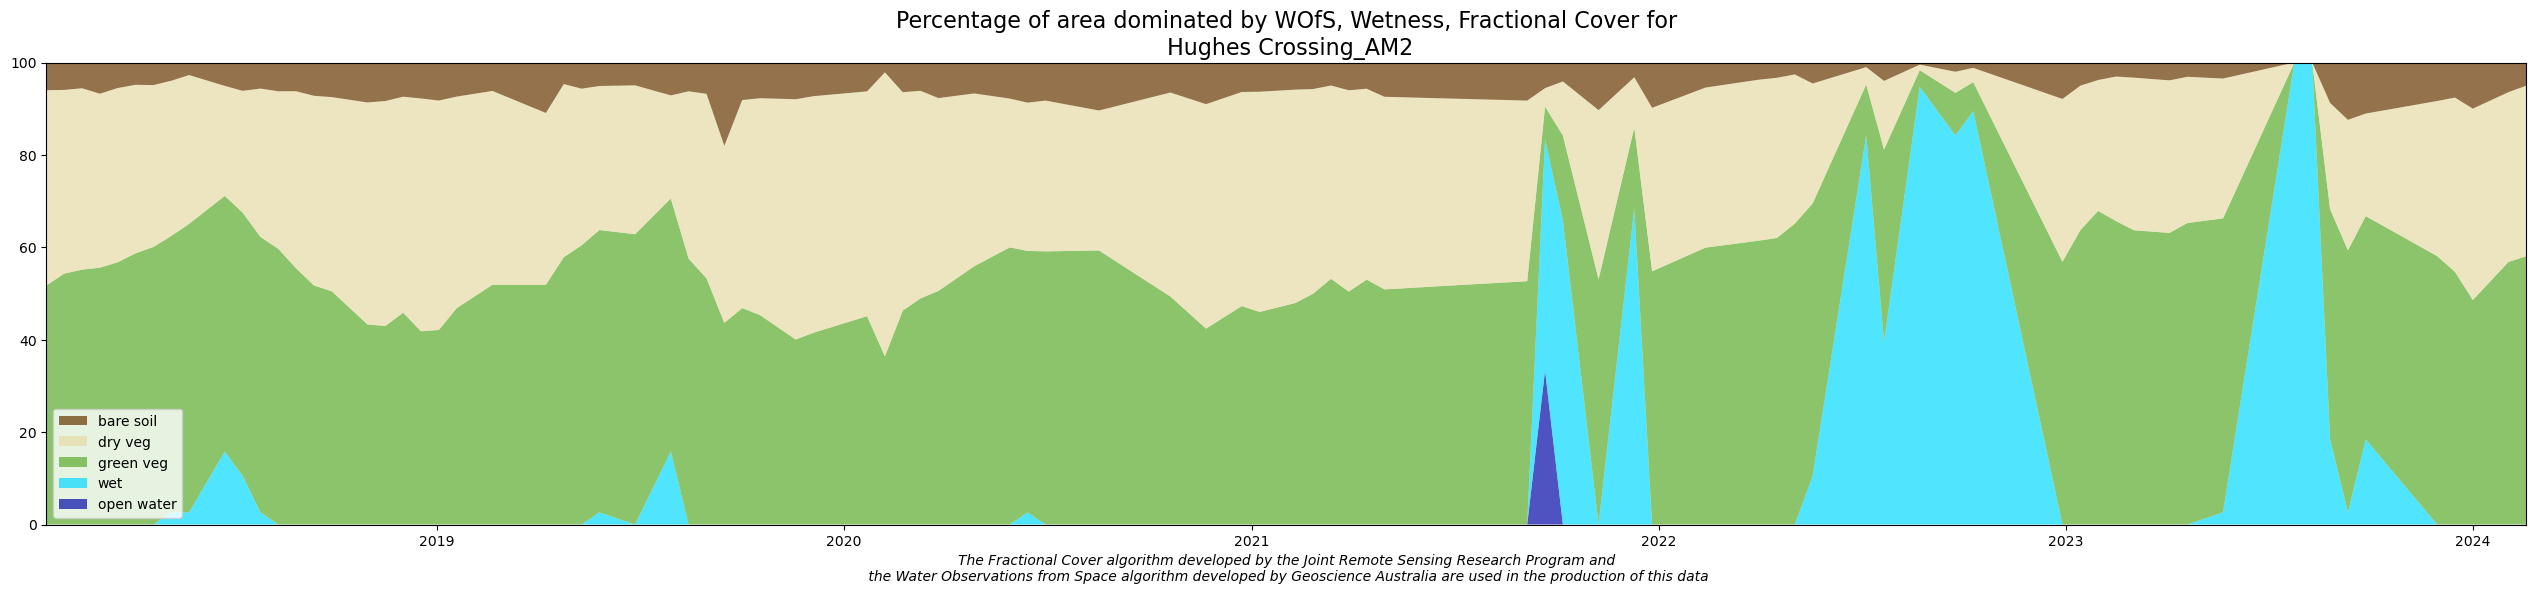 Percentage of area dominated by WOfS, Wetness, Fractional Cover for
Hughes Crossing_AM2
100
80
60
40
20
0
bare soil
dry veg
green veg
wet
open water
2019
2020
2021
2022
2023
2024
The Fractional Cover algorithm developed by the Joint Remote Sensing Research Program and
the Water Observations from Space algorithm developed by Geoscience Australia are used in the production of this data